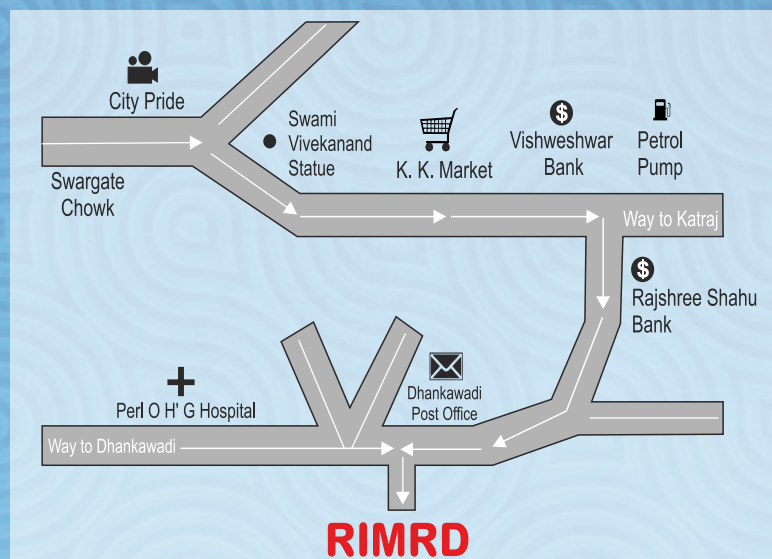 City Pride
Swargate
Chowk
Swami
Vivekanand
Statue
K. K. Market
Vishweshwar
Bank
Petrol
Pump
Way to Katraj
Rajshree Shahu
Bank
Perl O H' G Hospital
Dhankawadi
Post Office
Way to Dhankawadi
RIMRD